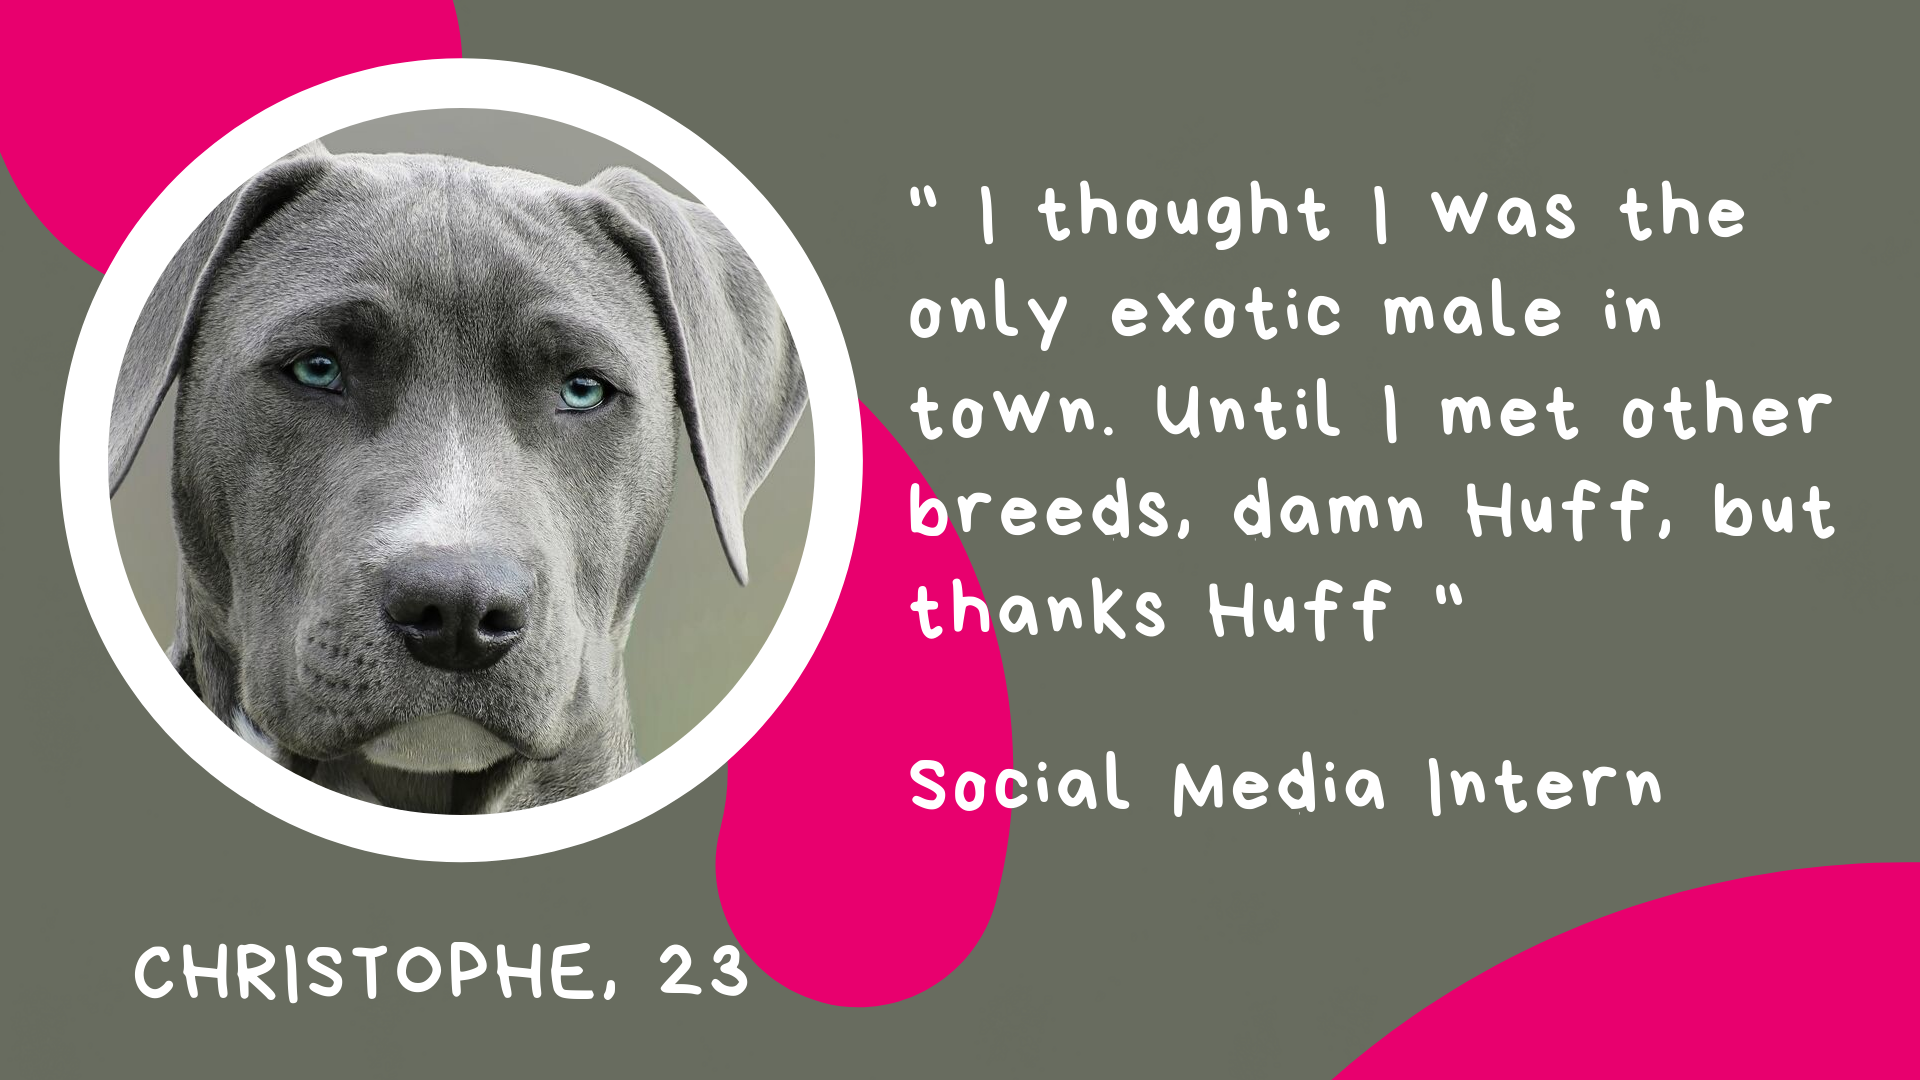 " I thought I was the
only exotic male in
town. Until I met other
breeds, damn Huff, but
thanks Huff "
Social Media Intern
CHRISTOPHE, 23